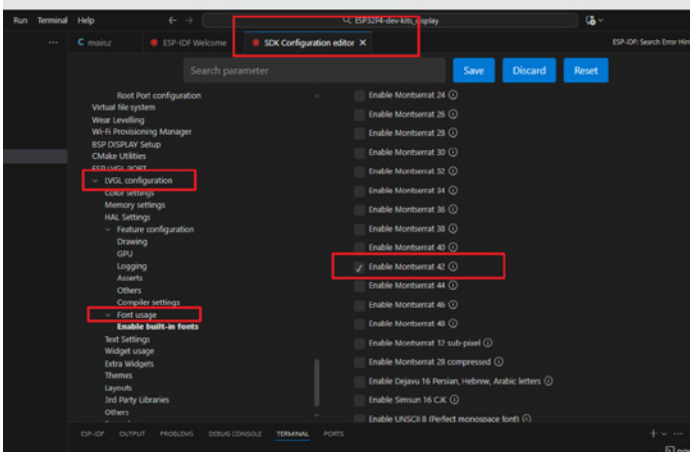 Run Terminal Help
ESP32P4-dev-kits_display
C main.c
ESP-IDF Welcome
SDK Configuration editor
ESP-IDF: Search Error Hint
Search parameter
Save Discard Reset
Root Port configuration
Virtual file system
Wear Levelling
Wi-Fi Provisioning Manager
BSP DISPLAY Setup
CMake Utilities
ESP LVGL PORT
LVGL configuration
Color settings
Memory settings
HAL Settings
Feature configuration
Drawing
GPU
Logging
Asserts
Others
Compiler settings
Font usage
Enable built-in fonts
Text Settings
Widget usage
Extra Widgets
Themes
Layouts
3rd Party Libraries
Others
Enable Montserrat 24
Enable Montserrat 26
Enable Montserrat 28
Enable Montserrat 30
Enable Montserrat 32
Enable Montserrat 34
Enable Montserrat 36
Enable Montserrat 38
Enable Montserrat 40
Enable Montserrat 42
Enable Montserrat 44
Enable Montserrat 46
Enable Montserrat 48
Enable Montserrat 12 sub-pixel
Enable Montserrat 28 compressed
Enable Dejavu 16 Persian, Hebrew, Arabic letters
Enable Simsun 16 CJK
Enable UNSCII 8 (Perfect monospace font)
ESP-IDF OUTPUT PROBLEMS DEBUG CONSOLE TERMINAL PORTS